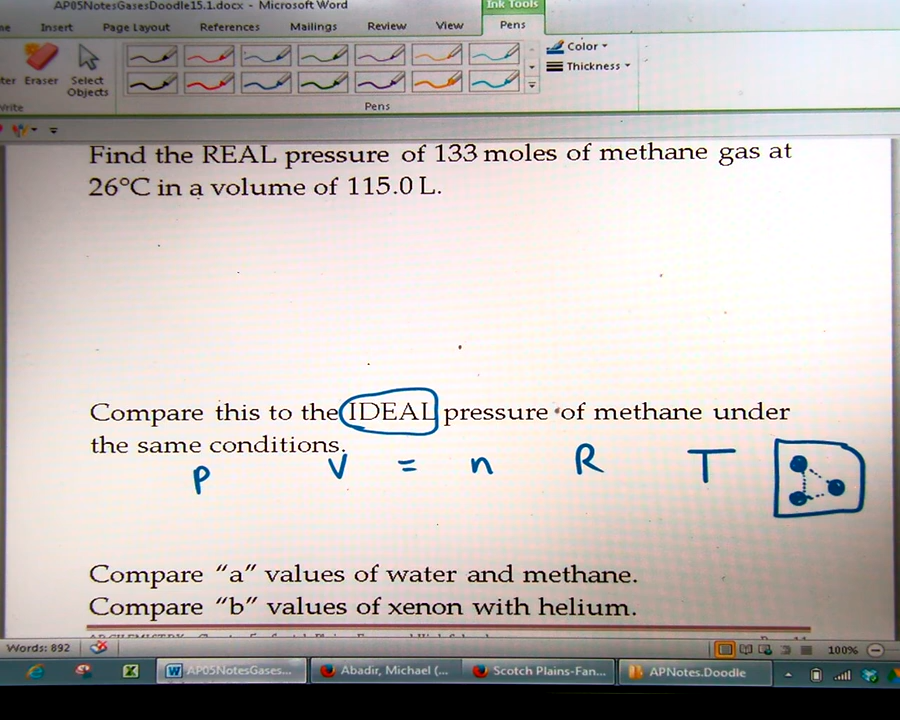 AP05NotesGasesDoodle15.1.docx - Microsoft Word
Ink Tools
Insert Page Layout References Mailings Review View Pens
Eraser Select Objects
Color
Thickness
Pens
Find the REAL pressure of 133 moles of methane gas at
26°C in a volume of 115.0 L.
Compare this to the IDEAL pressure of methane under
the same conditions.
P V = n R T
Compare "a" values of water and methane.
Compare "b" values of xenon with helium.
Words: 892 100%
AP05NotesGases... Abadir, Michael (... Scotch Plains-Fan... APNotes.Doodle